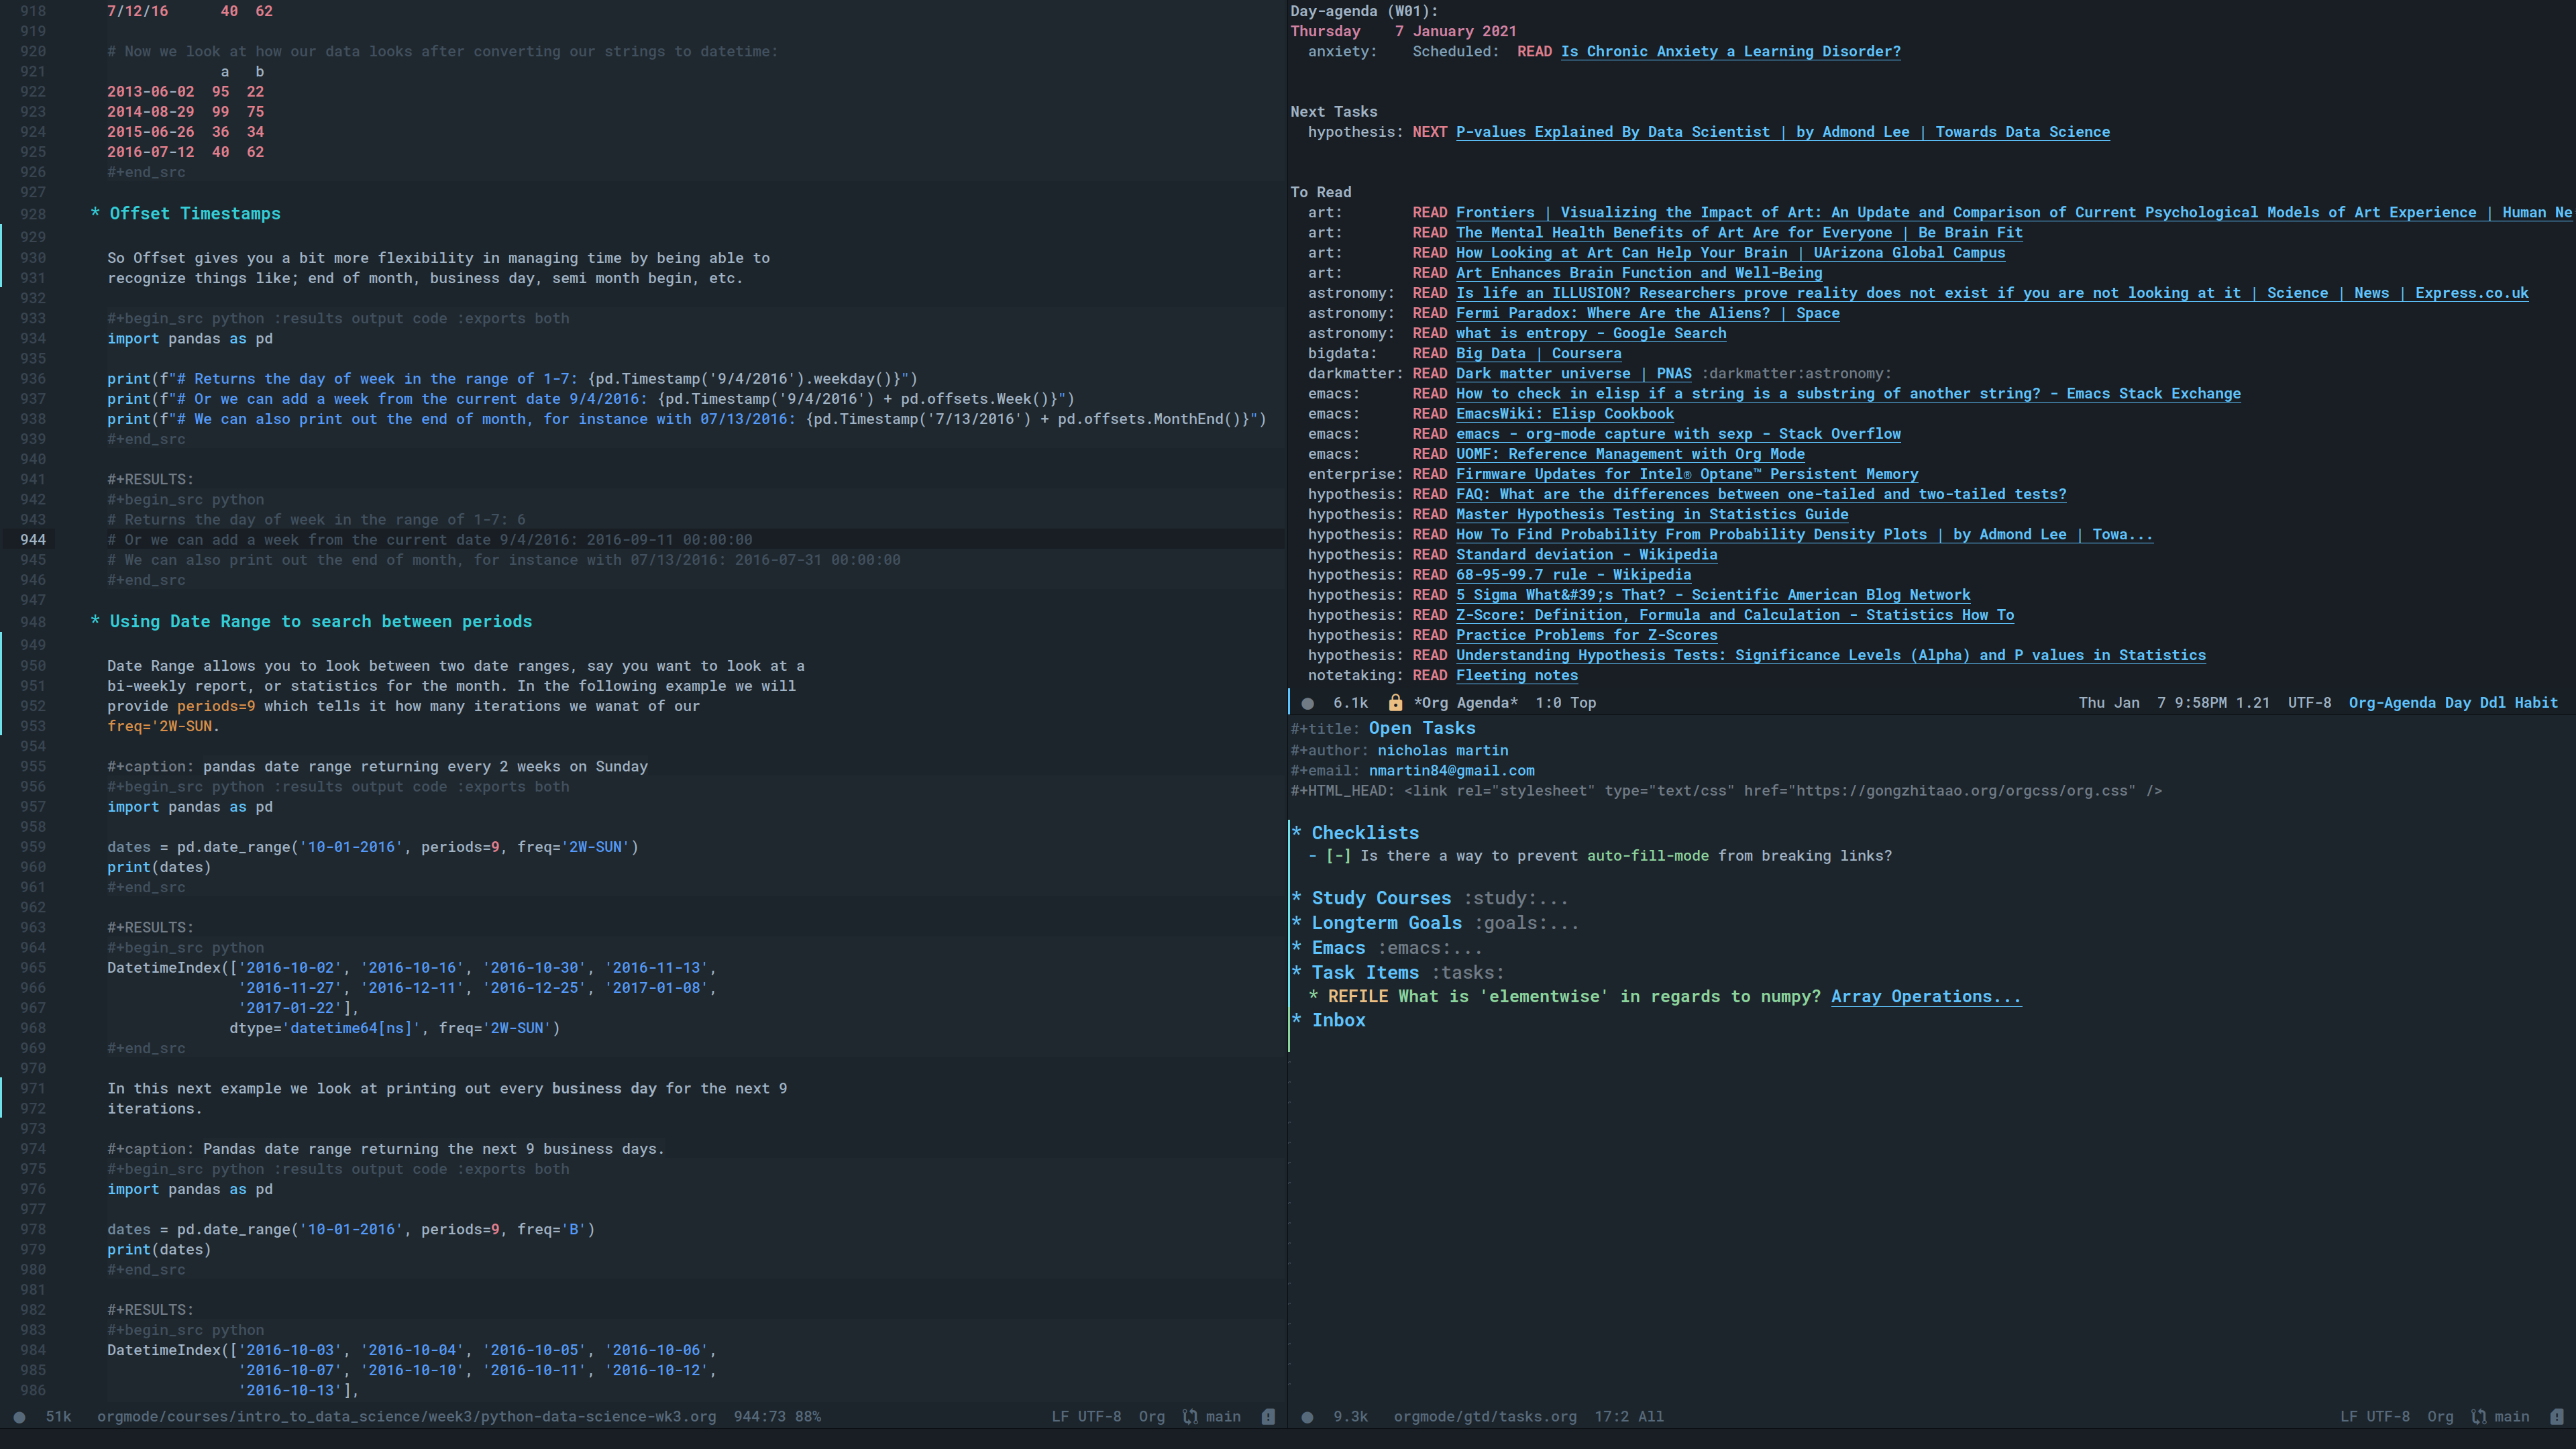 918 7/12/16 40 62
919
920 # Now we look at how our data looks after converting our strings to datetime:
921 a b
922 2013-06-02 95 22
923 2014-08-29 99 75
924 2015-06-26 36 34
925 2016-07-12 40 62
926 #+end_src
927
928 * Offset Timestamps
929
930 So Offset gives you a bit more flexibility in managing time by being able to
931 recognize things like; end of month, business day, semi month begin, etc.
932
933 #+begin_src python :results output code :exports both
934 import pandas as pd
935
936 print(f"# Returns the day of week in the range of 1-7: {pd.Timestamp('9/4/2016').weekday()}")
937 print(f"# Or we can add a week from the current date 9/4/2016: {pd.Timestamp('9/4/2016') + pd.offsets.Week()}")
938 print(f"# We can also print out the end of month, for instance with 07/13/2016: {pd.Timestamp('7/13/2016') + pd.offsets.MonthEnd()}")
939 #+end_src
940
941 #+RESULTS:
942 #+begin_src python
943 # Returns the day of week in the range of 1-7: 6
944 # Or we can add a week from the current date 9/4/2016: 2016-09-11 00:00:00
945 # We can also print out the end of month, for instance with 07/13/2016: 2016-07-31 00:00:00
946 #+end_src
947
948 * Using Date Range to search between periods
949
950 Date Range allows you to look between two date ranges, say you want to look at a
951 bi-weekly report, or statistics for the month. In the following example we will
952 provide periods=9 which tells it how many iterations we wanat of our
953 freq='2W-SUN.
954
955 #+caption: pandas date range returning every 2 weeks on Sunday
956 #+begin_src python :results output code :exports both
957 import pandas as pd
958
959 dates = pd.date_range('10-01-2016', periods=9, freq='2W-SUN')
960 print(dates)
961 #+end_src
962
963 #+RESULTS:
964 #+begin_src python
965 DatetimeIndex(['2016-10-02', '2016-10-16', '2016-10-30', '2016-11-13',
966 '2016-11-27', '2016-12-11', '2016-12-25', '2017-01-08',
967 '2017-01-22'],
968 dtype='datetime64[ns]', freq='2W-SUN')
969 #+end_src
970
971 In this next example we look at printing out every business day for the next 9
972 iterations.
973
974 #+caption: Pandas date range returning the next 9 business days.
975 #+begin_src python :results output code :exports both
976 import pandas as pd
977
978 dates = pd.date_range('10-01-2016', periods=9, freq='B')
979 print(dates)
980 #+end_src
981
982 #+RESULTS:
983 #+begin_src python
984 DatetimeIndex(['2016-10-03', '2016-10-04', '2016-10-05', '2016-10-06',
985 '2016-10-07', '2016-10-10', '2016-10-11', '2016-10-12',
986 '2016-10-13'],
51k orgmode/courses/intro_to_data_science/week3/python-data-science-wk3.org 944:73 88% LF UTF-8 Org main
Day-agenda (W01):
Thursday 7 January 2021
anxiety: Scheduled: READ Is Chronic Anxiety a Learning Disorder?
Next Tasks
hypothesis: NEXT P-values Explained By Data Scientist | by Admond Lee | Towards Data Science
To Read
art: READ Frontiers | Visualizing the Impact of Art: An Update and Comparison of Current Psychological Models of Art Experience | Human Ne
art: READ The Mental Health Benefits of Art Are for Everyone | Be Brain Fit
art: READ How Looking at Art Can Help Your Brain | UArizona Global Campus
art: READ Art Enhances Brain Function and Well-Being
astronomy: READ Is life an ILLUSION? Researchers prove reality does not exist if you are not looking at it | Science | News | Express.co.uk
astronomy: READ Fermi Paradox: Where Are the Aliens? | Space
astronomy: READ what is entropy - Google Search
bigdata: READ Big Data | Coursera
darkmatter: READ Dark matter universe | PNAS :darkmatter:astronomy:
emacs: READ How to check in elisp if a string is a substring of another string? - Emacs Stack Exchange
emacs: READ EmacsWiki: Elisp Cookbook
emacs: READ emacs - org-mode capture with sexp - Stack Overflow
emacs: READ UOMF: Reference Management with Org Mode
enterprise: READ Firmware Updates for Intel® Optane™ Persistent Memory
hypothesis: READ FAQ: What are the differences between one-tailed and two-tailed tests?
hypothesis: READ Master Hypothesis Testing in Statistics Guide
hypothesis: READ How To Find Probability From Probability Density Plots | by Admond Lee | Towa...
hypothesis: READ Standard deviation - Wikipedia
hypothesis: READ 68-95-99.7 rule - Wikipedia
hypothesis: READ 5 Sigma What&#39;s That? - Scientific American Blog Network
hypothesis: READ Z-Score: Definition, Formula and Calculation - Statistics How To
hypothesis: READ Practice Problems for Z-Scores
hypothesis: READ Understanding Hypothesis Tests: Significance Levels (Alpha) and P values in Statistics
notetaking: READ Fleeting notes
6.1k *Org Agenda* 1:0 Top Thu Jan 7 9:58PM 1.21 UTF-8 Org-Agenda Day Ddl Habit
#+title: Open Tasks
#+author: nicholas martin
#+email: nmartin84@gmail.com
#+HTML_HEAD: <link rel="stylesheet" type="text/css" href="https://gongzhitaao.org/orgcss/org.css" />
* Checklists
- [-] Is there a way to prevent auto-fill-mode from breaking links?
* Study Courses :study:...
* Longterm Goals :goals:...
* Emacs :emacs:...
* Task Items :tasks:
* REFILE What is 'elementwise' in regards to numpy? Array Operations...
* Inbox
9.3k orgmode/gtd/tasks.org 17:2 All LF UTF-8 Org main